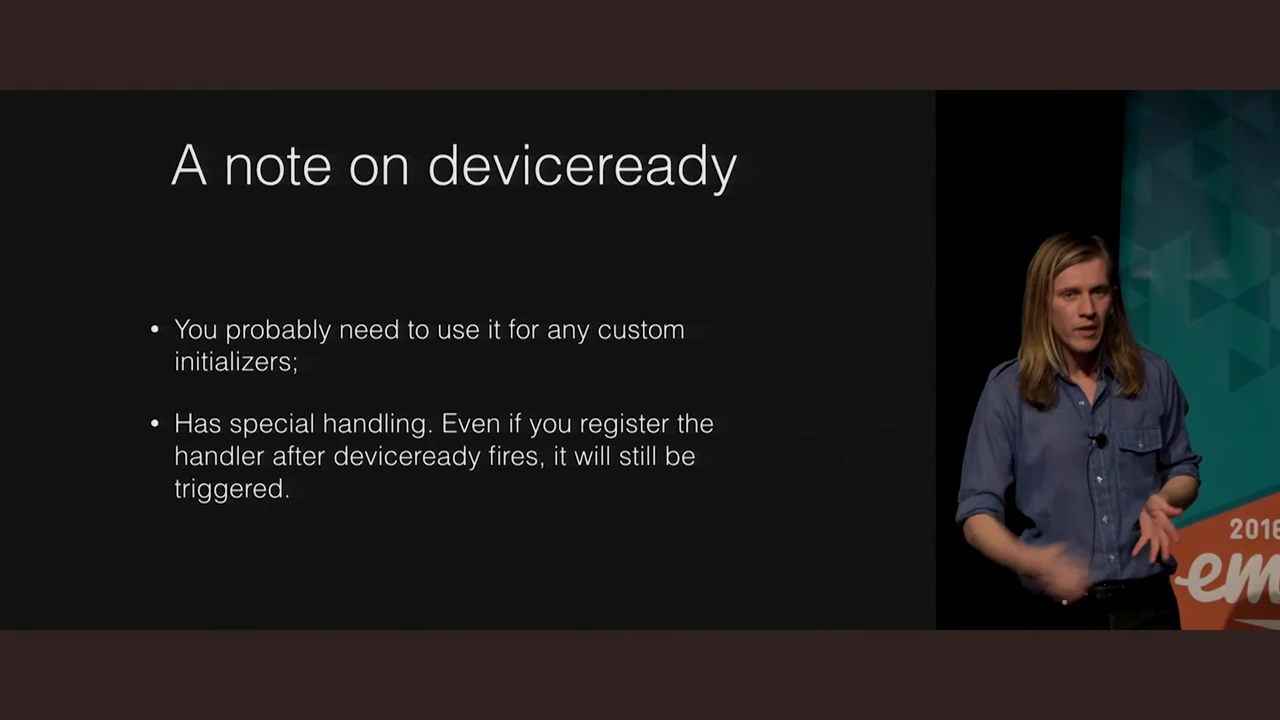 A note on deviceready
• You probably need to use it for any custom
initializers;
• Has special handling. Even if you register the
handler after deviceready fires, it will still be
triggered.
2016
em